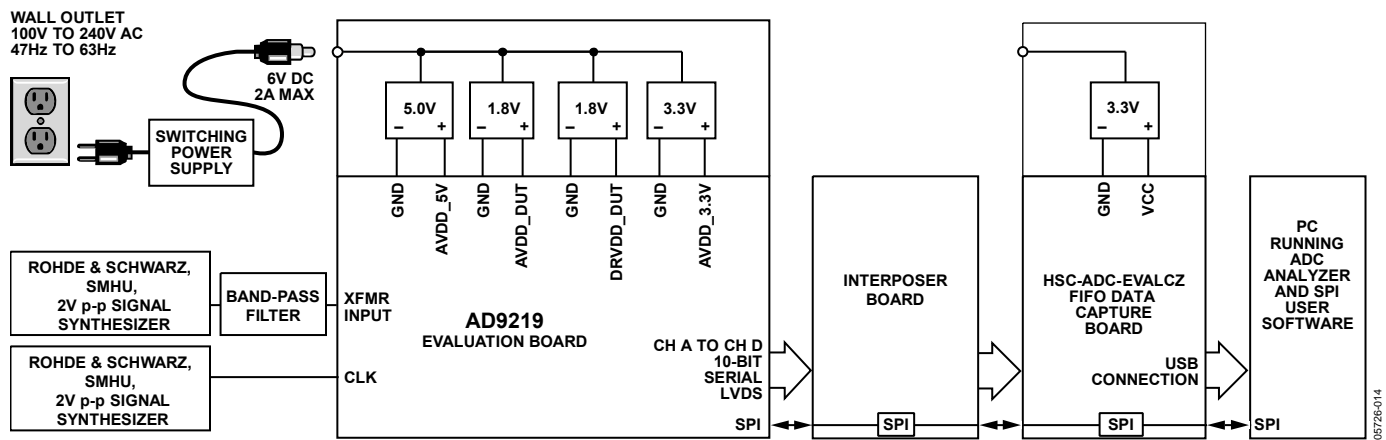 WALL OUTLET
100V TO 240V AC
47Hz TO 63Hz
6V DC
2A MAX
SWITCHING
POWER
SUPPLY
5.0V
– +
1.8V
– +
1.8V
– +
3.3V
– +
GND
AVDD_5V
GND
AVDD_DUT
GND
DRVDD_DUT
GND
AVDD_3.3V
3.3V
– +
GND
VCC
ROHDE & SCHWARZ,
SMHU,
2V p-p SIGNAL
SYNTHESIZER
BAND-PASS
FILTER
XFMR
INPUT
ROHDE & SCHWARZ,
SMHU,
2V p-p SIGNAL
SYNTHESIZER
CLK
AD9219
EVALUATION BOARD
CH A TO CH D
10-BIT
SERIAL
LVDS
SPI
INTERPOSER
BOARD
SPI
HSC-ADC-EVALCZ
FIFO DATA
CAPTURE
BOARD
USB
CONNECTION
SPI
PC
RUNNING
ADC
ANALYZER
AND SPI
USER
SOFTWARE
SPI
05726-014